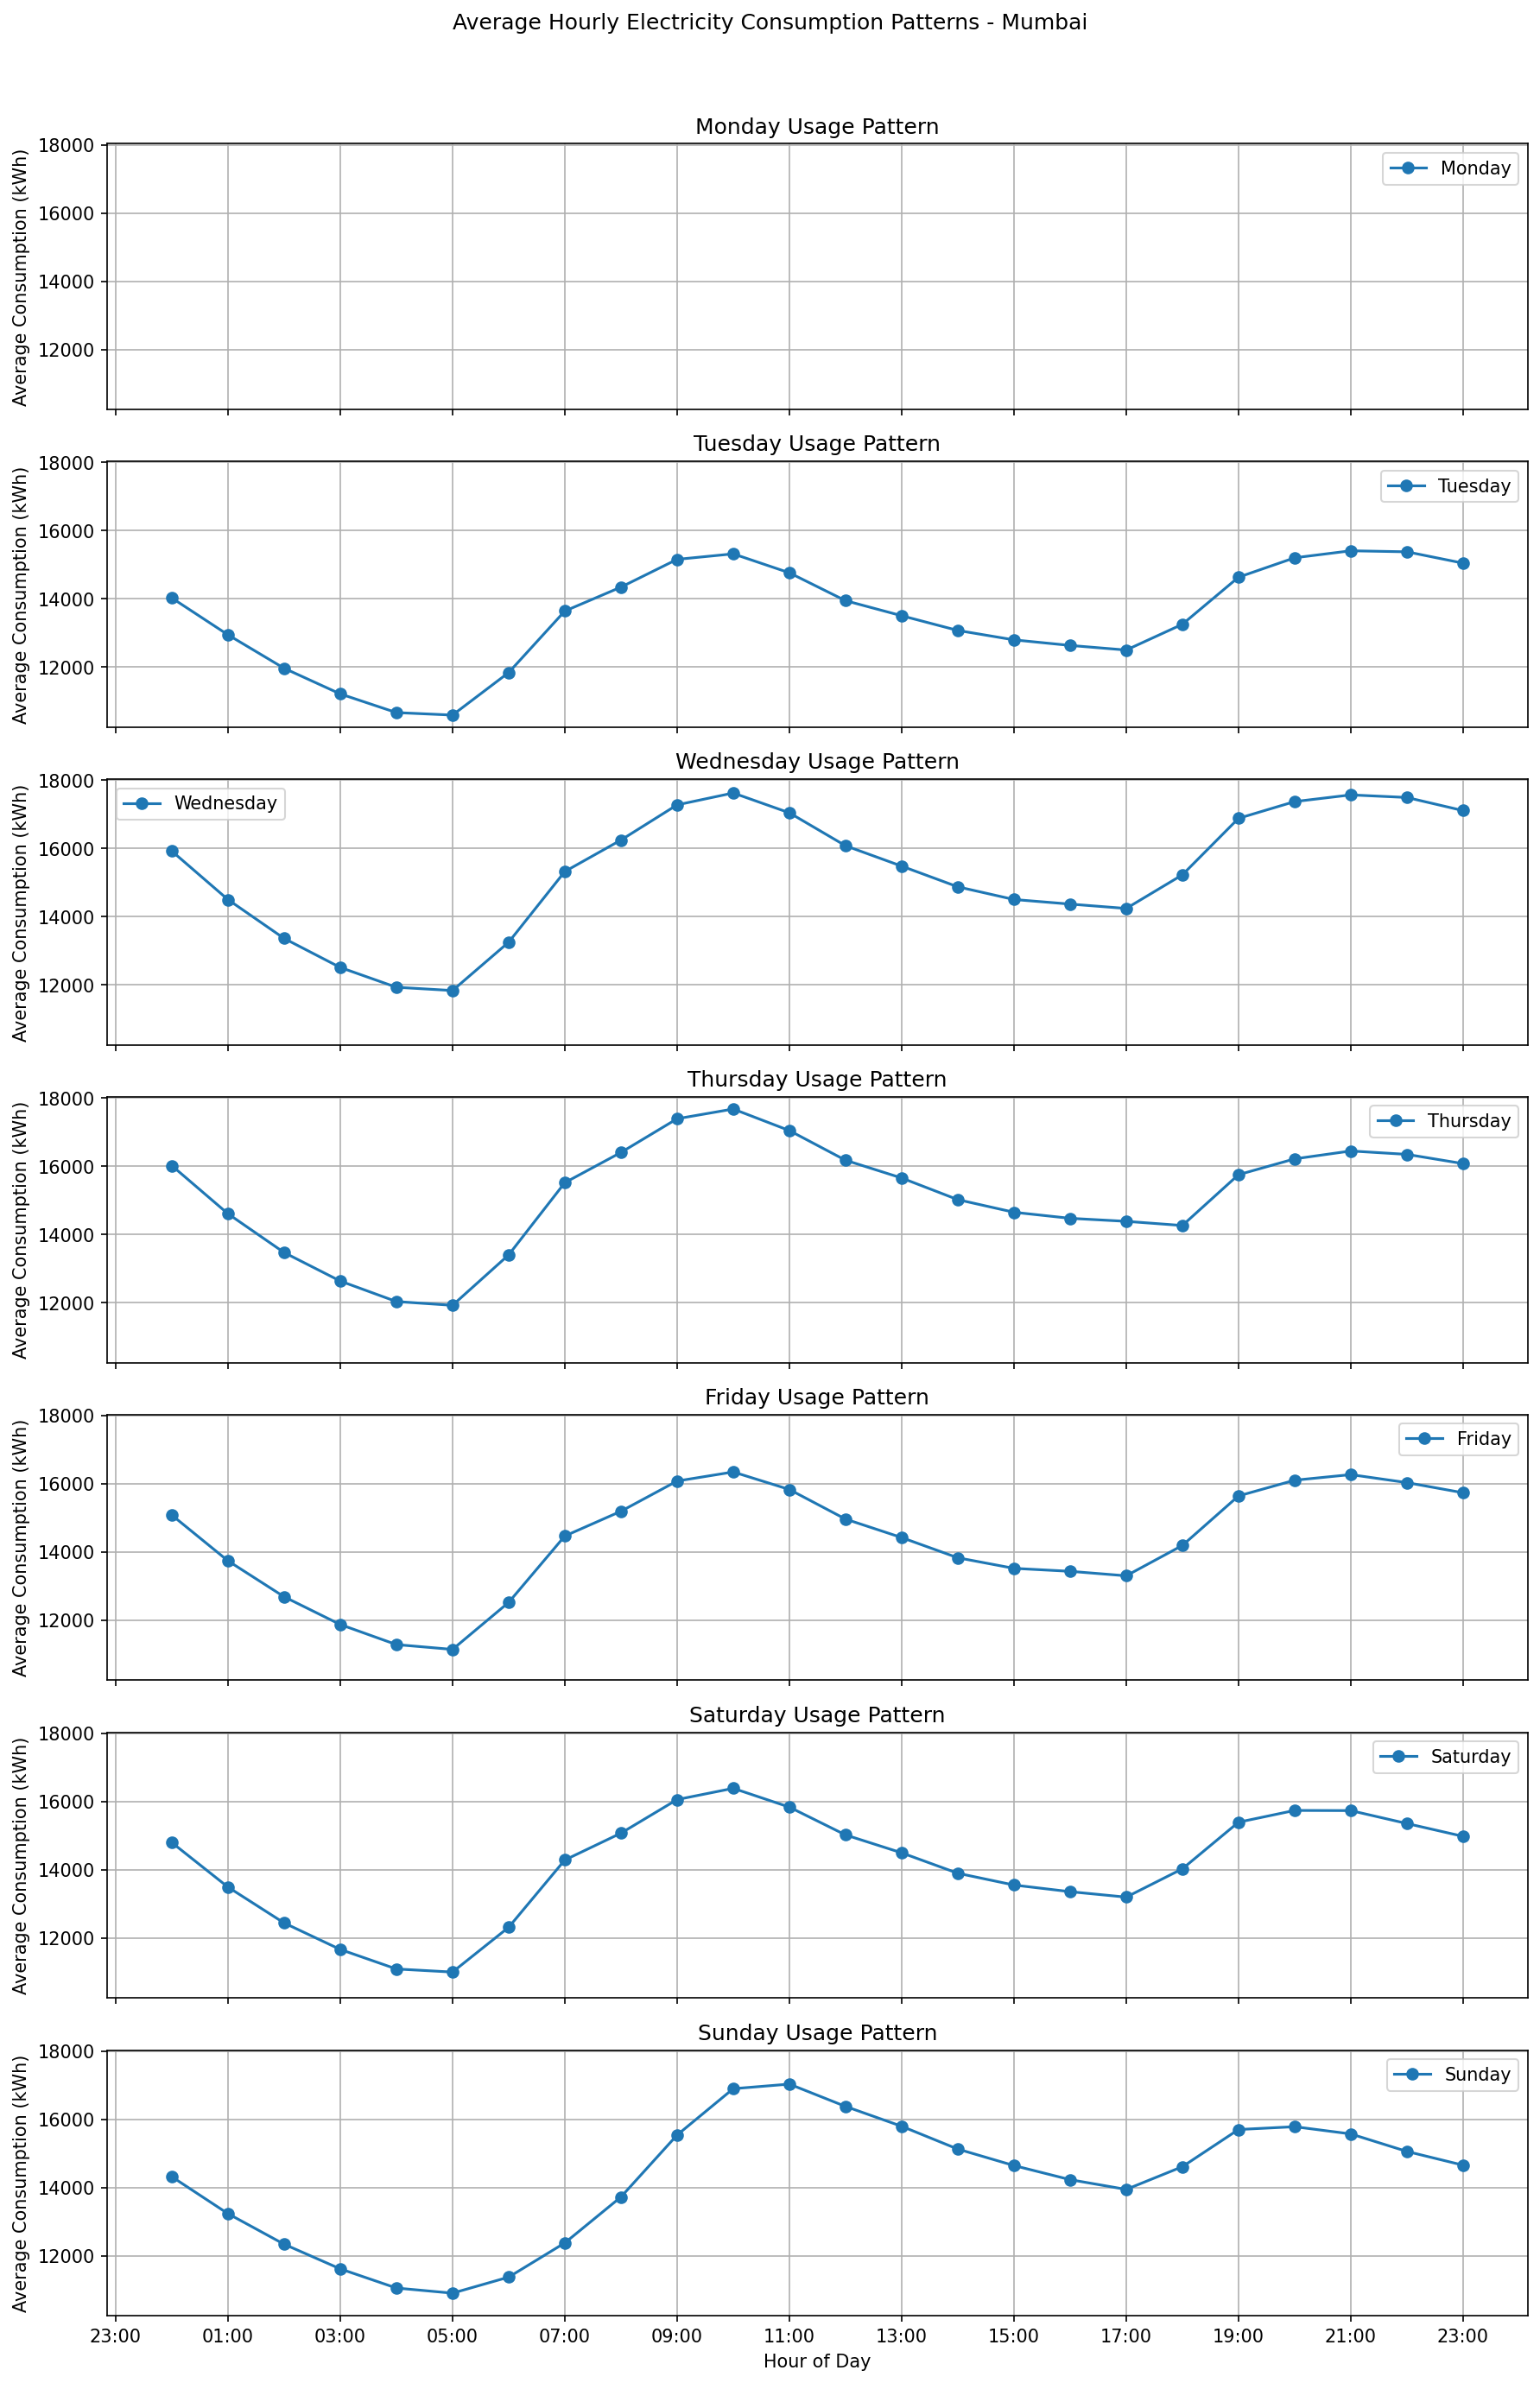 Average Hourly Electricity Consumption Patterns - Mumbai
Monday Usage Pattern
Average Consumption (kWh)
18000
16000
14000
12000
Monday
Tuesday Usage Pattern
Average Consumption (kWh)
18000
16000
14000
12000
Tuesday
Wednesday Usage Pattern
Average Consumption (kWh)
18000
16000
14000
12000
Wednesday
Thursday Usage Pattern
Average Consumption (kWh)
18000
16000
14000
12000
Thursday
Friday Usage Pattern
Average Consumption (kWh)
18000
16000
14000
12000
Friday
Saturday Usage Pattern
Average Consumption (kWh)
18000
16000
14000
12000
Saturday
Sunday Usage Pattern
Average Consumption (kWh)
18000
16000
14000
12000
Sunday
23:00 01:00 03:00 05:00 07:00 09:00 11:00 13:00 15:00 17:00 19:00 21:00 23:00
Hour of Day